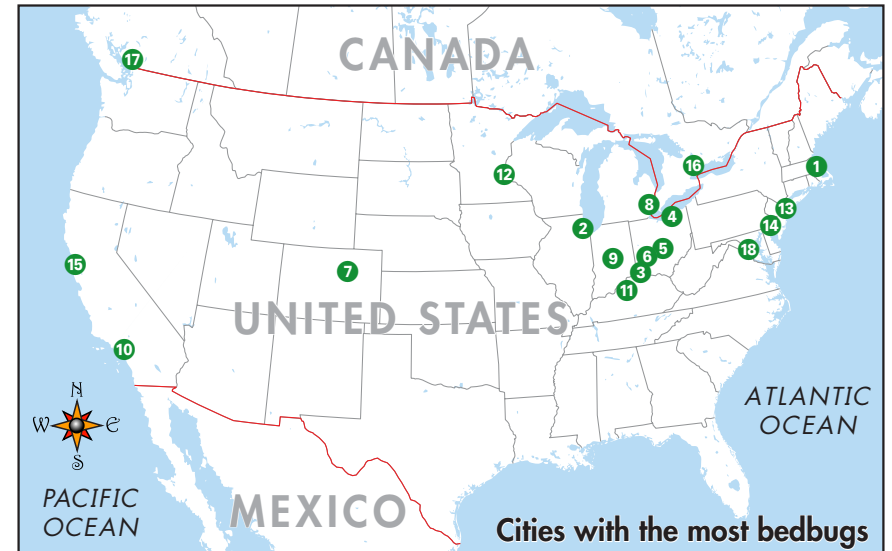 CANADA
17
16
1
12
8
13
4
2
14
5
18
6
9
15
7
3
11
UNITED STATES
10
N
W E
S
ATLANTIC
OCEAN
PACIFIC
OCEAN
MEXICO
Cities with the most bedbugs